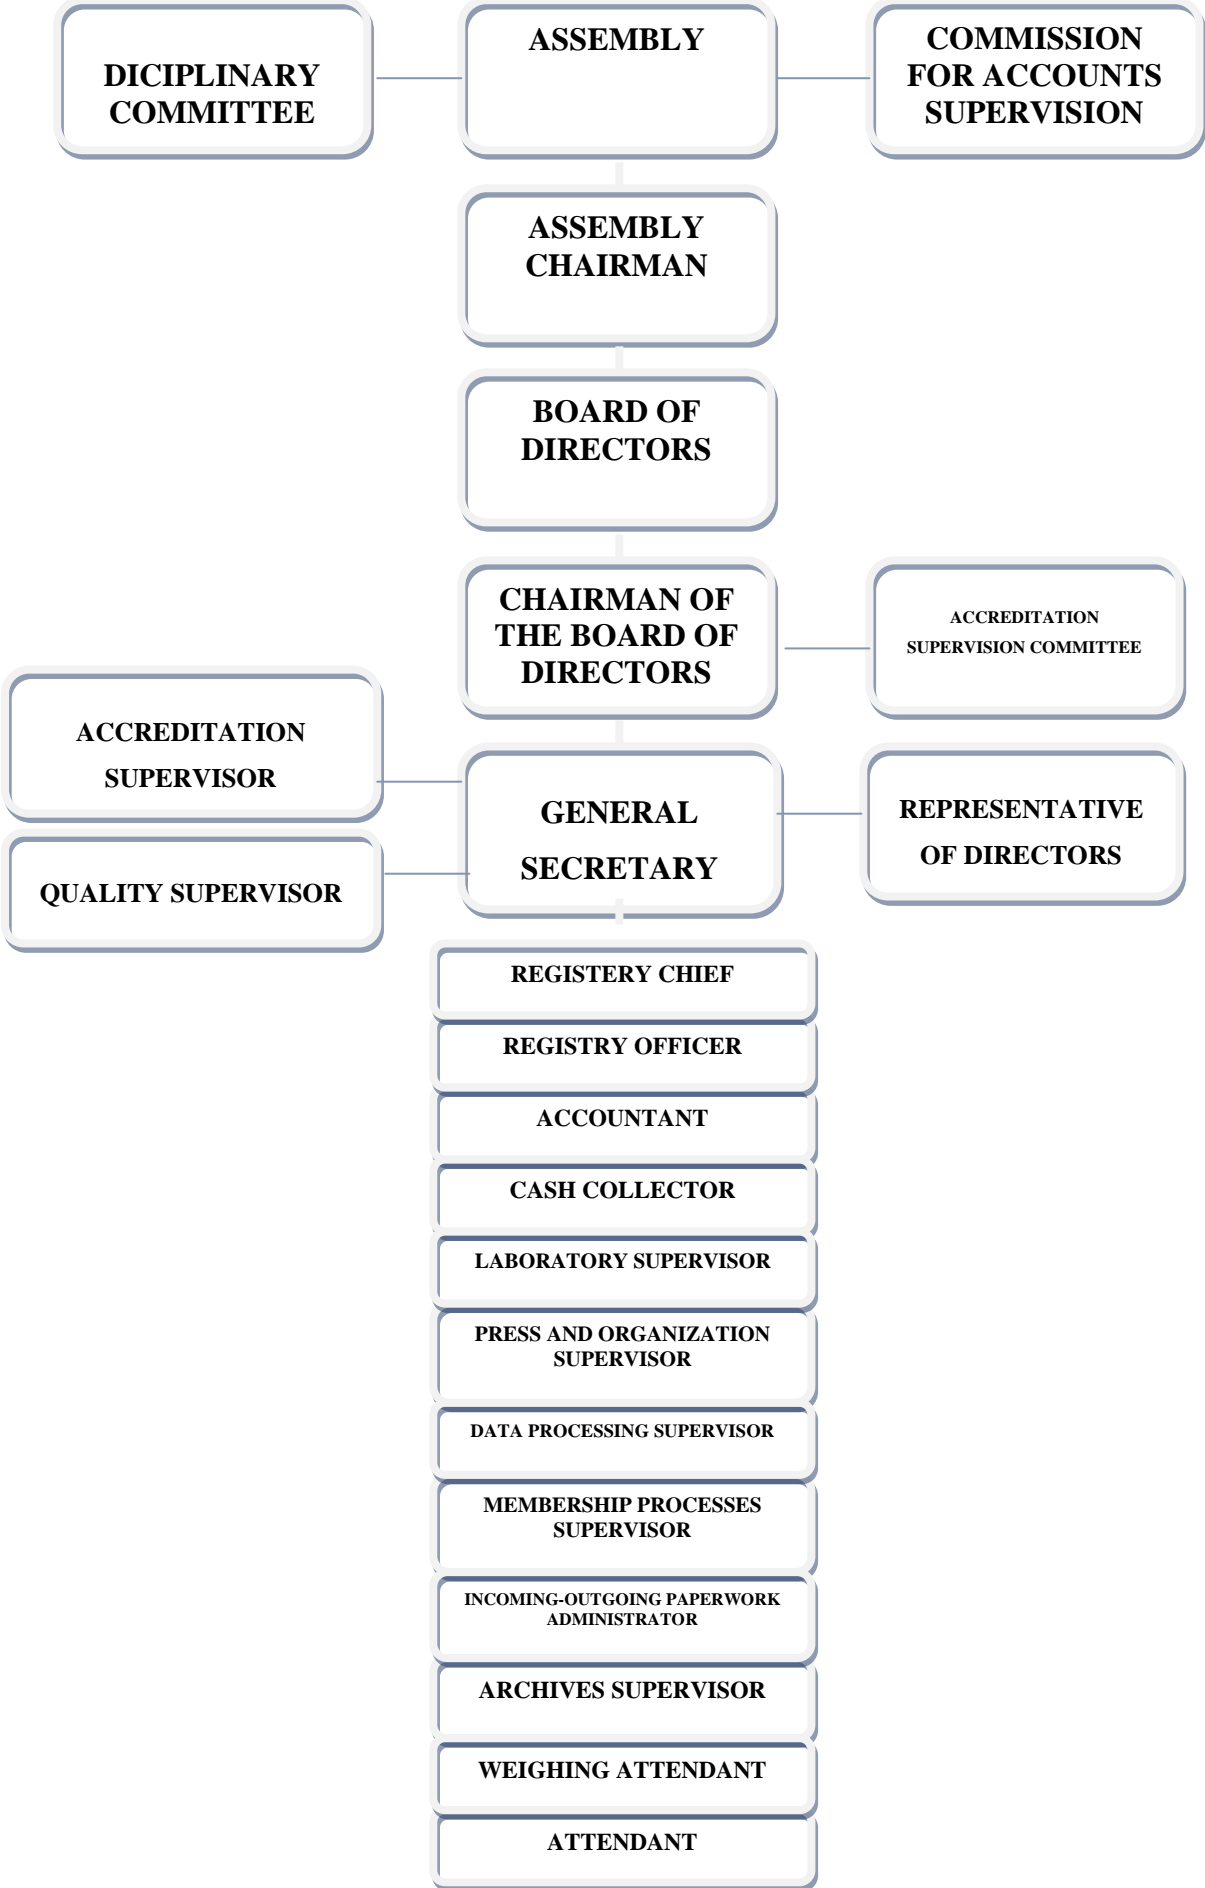 DICIPLINARY
COMMITTEE
ASSEMBLY
COMMISSION
FOR ACCOUNTS
SUPERVISION
ASSEMBLY
CHAIRMAN
BOARD OF
DIRECTORS
CHAIRMAN OF
THE BOARD OF
DIRECTORS
ACCREDITATION
SUPERVISION COMMITTEE
ACCREDITATION
SUPERVISOR
GENERAL
SECRETARY
REPRESENTATIVE
OF DIRECTORS
QUALITY SUPERVISOR
REGISTERY CHIEF
REGISTRY OFFICER
ACCOUNTANT
CASH COLLECTOR
LABORATORY SUPERVISOR
PRESS AND ORGANIZATION
SUPERVISOR
DATA PROCESSING SUPERVISOR
MEMBERSHIP PROCESSES
SUPERVISOR
INCOMING-OUTGOING PAPERWORK
ADMINISTRATOR
ARCHIVES SUPERVISOR
WEIGHING ATTENDANT
ATTENDANT